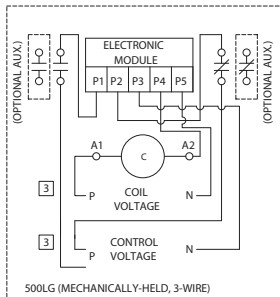 (OPTIONAL AUX.)
ELECTRONIC
MODULE
P1 P2 P3 P4 P5
(OPTIONAL AUX.)
A1
C
A2
3
P
COIL
VOLTAGE
N
3
P
CONTROL
VOLTAGE
N
500LG (MECHANICALLY-HELD, 3-WIRE)